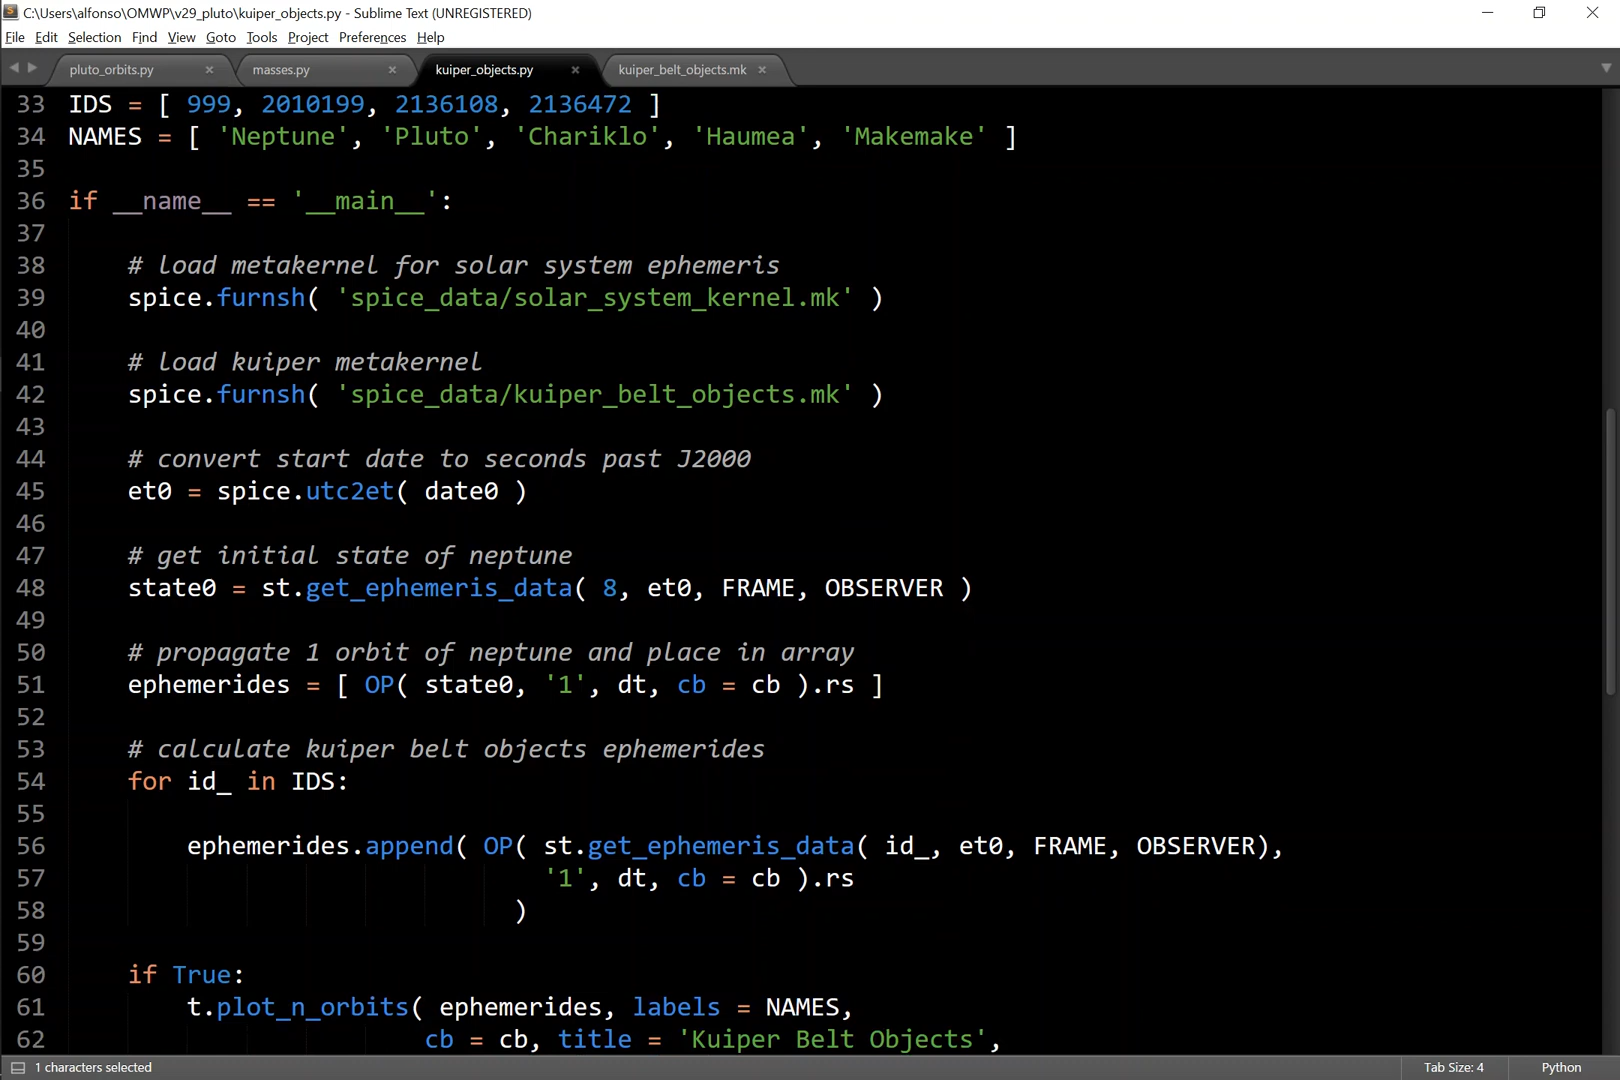 C:\Users\alfonso\OMWP\v29_pluto\kuiper_objects.py - Sublime Text (UNREGISTERED)
File Edit Selection Find View Goto Tools Project Preferences Help
pluto_orbits.py masses.py kuiper_objects.py kuiper_belt_objects.mk
33 IDS = [ 999, 2010199, 2136108, 2136472 ]
34 NAMES = [ 'Neptune', 'Pluto', 'Chariklo', 'Haumea', 'Makemake' ]
35
36 if __name__ == '__main__':
37
38     # load metakernel for solar system ephemeris
39     spice.furnsh( 'spice_data/solar_system_kernel.mk' )
40
41     # load kuiper metakernel
42     spice.furnsh( 'spice_data/kuiper_belt_objects.mk' )
43
44     # convert start date to seconds past J2000
45     et0 = spice.utc2et( date0 )
46
47     # get initial state of neptune
48     state0 = st.get_ephemeris_data( 8, et0, FRAME, OBSERVER )
49
50     # propagate 1 orbit of neptune and place in array
51     ephemerides = [ OP( state0, '1', dt, cb = cb ).rs ]
52
53     # calculate kuiper belt objects ephemerides
54     for id_ in IDS:
55
56         ephemerides.append( OP( st.get_ephemeris_data( id_, et0, FRAME, OBSERVER),
57                                 '1', dt, cb = cb ).rs
58                               )
59
60     if True:
61         t.plot_n_orbits( ephemerides, labels = NAMES,
62                         cb = cb, title = 'Kuiper Belt Objects',
1 characters selected Tab Size: 4 Python